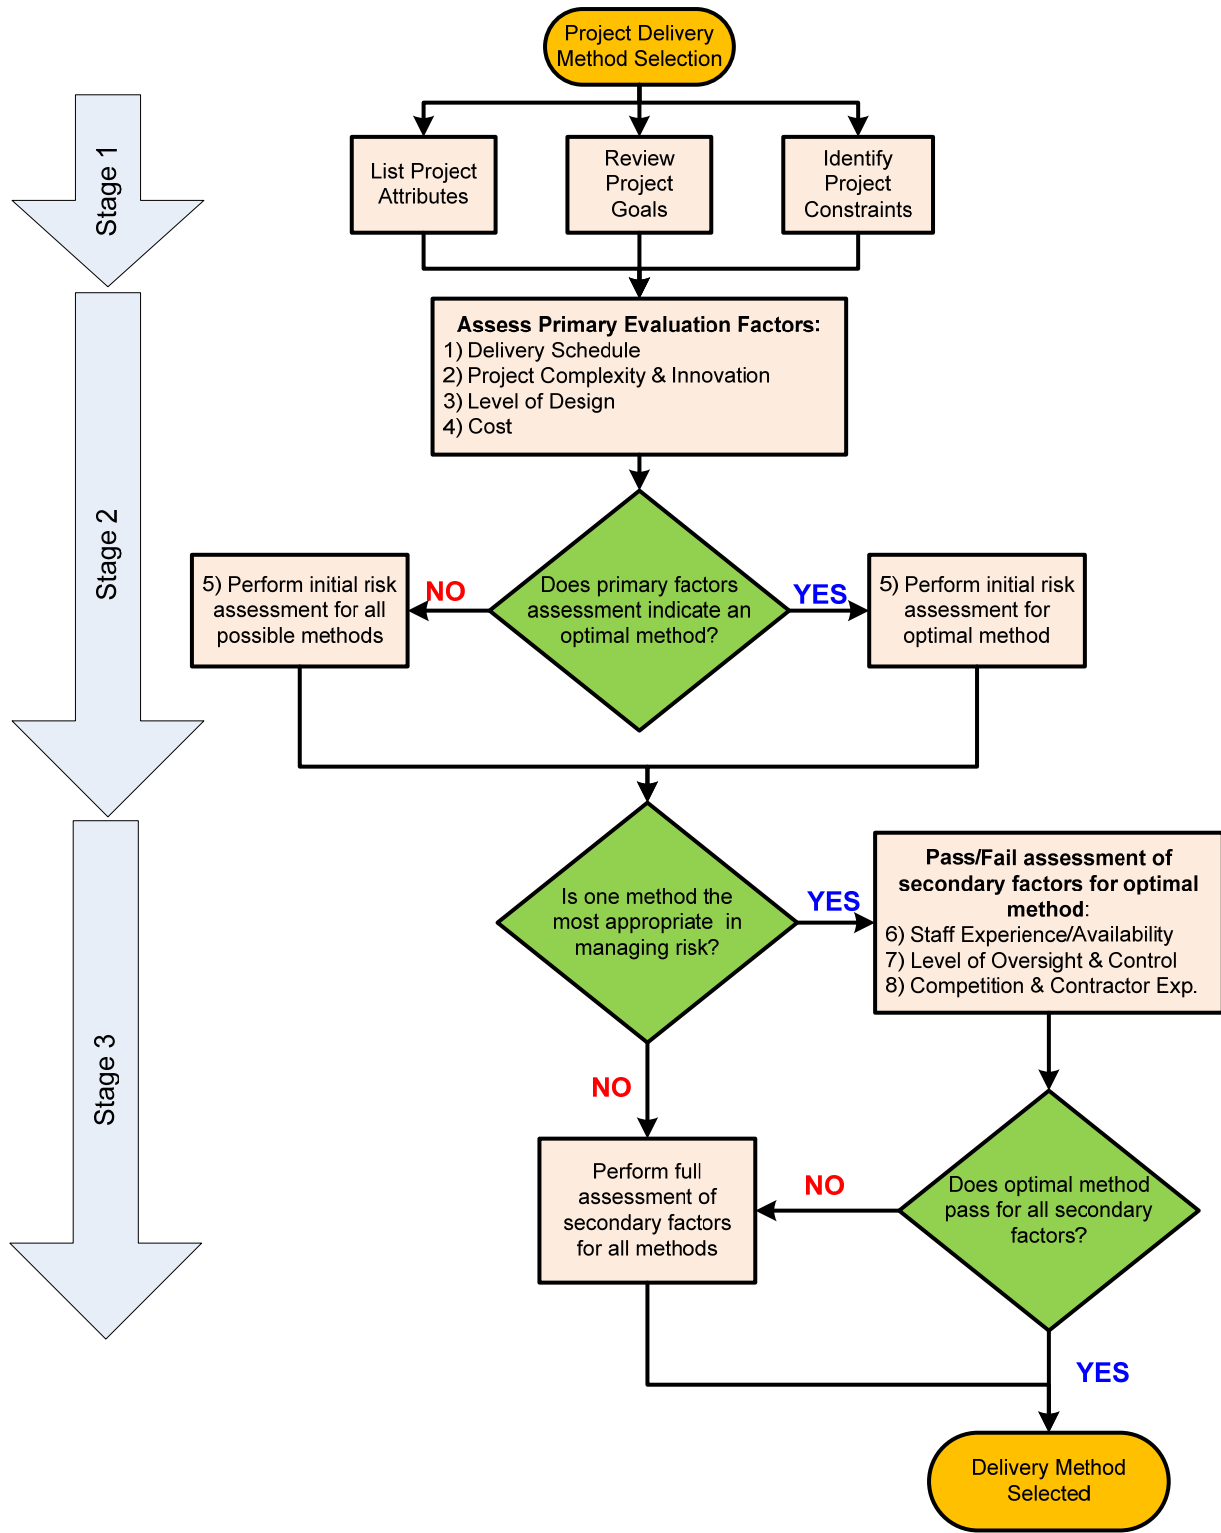 Project Delivery
Method Selection
Stage 1
List Project
Attributes
Review
Project
Goals
Identify
Project
Constraints
Stage 2
Assess Primary Evaluation Factors:
1) Delivery Schedule
2) Project Complexity & Innovation
3) Level of Design
4) Cost
5) Perform initial risk
assessment for all
possible methods
NO
Does primary factors
assessment indicate an
optimal method?
YES
5) Perform initial risk
assessment for
optimal method
Stage 3
Is one method the
most appropriate in
managing risk?
YES
Pass/Fail assessment of
secondary factors for optimal
method:
6) Staff Experience/Availability
7) Level of Oversight & Control
8) Competition & Contractor Exp.
NO
Perform full
assessment of
secondary factors
for all methods
NO
Does optimal method
pass for all secondary
factors?
YES
Delivery Method
Selected